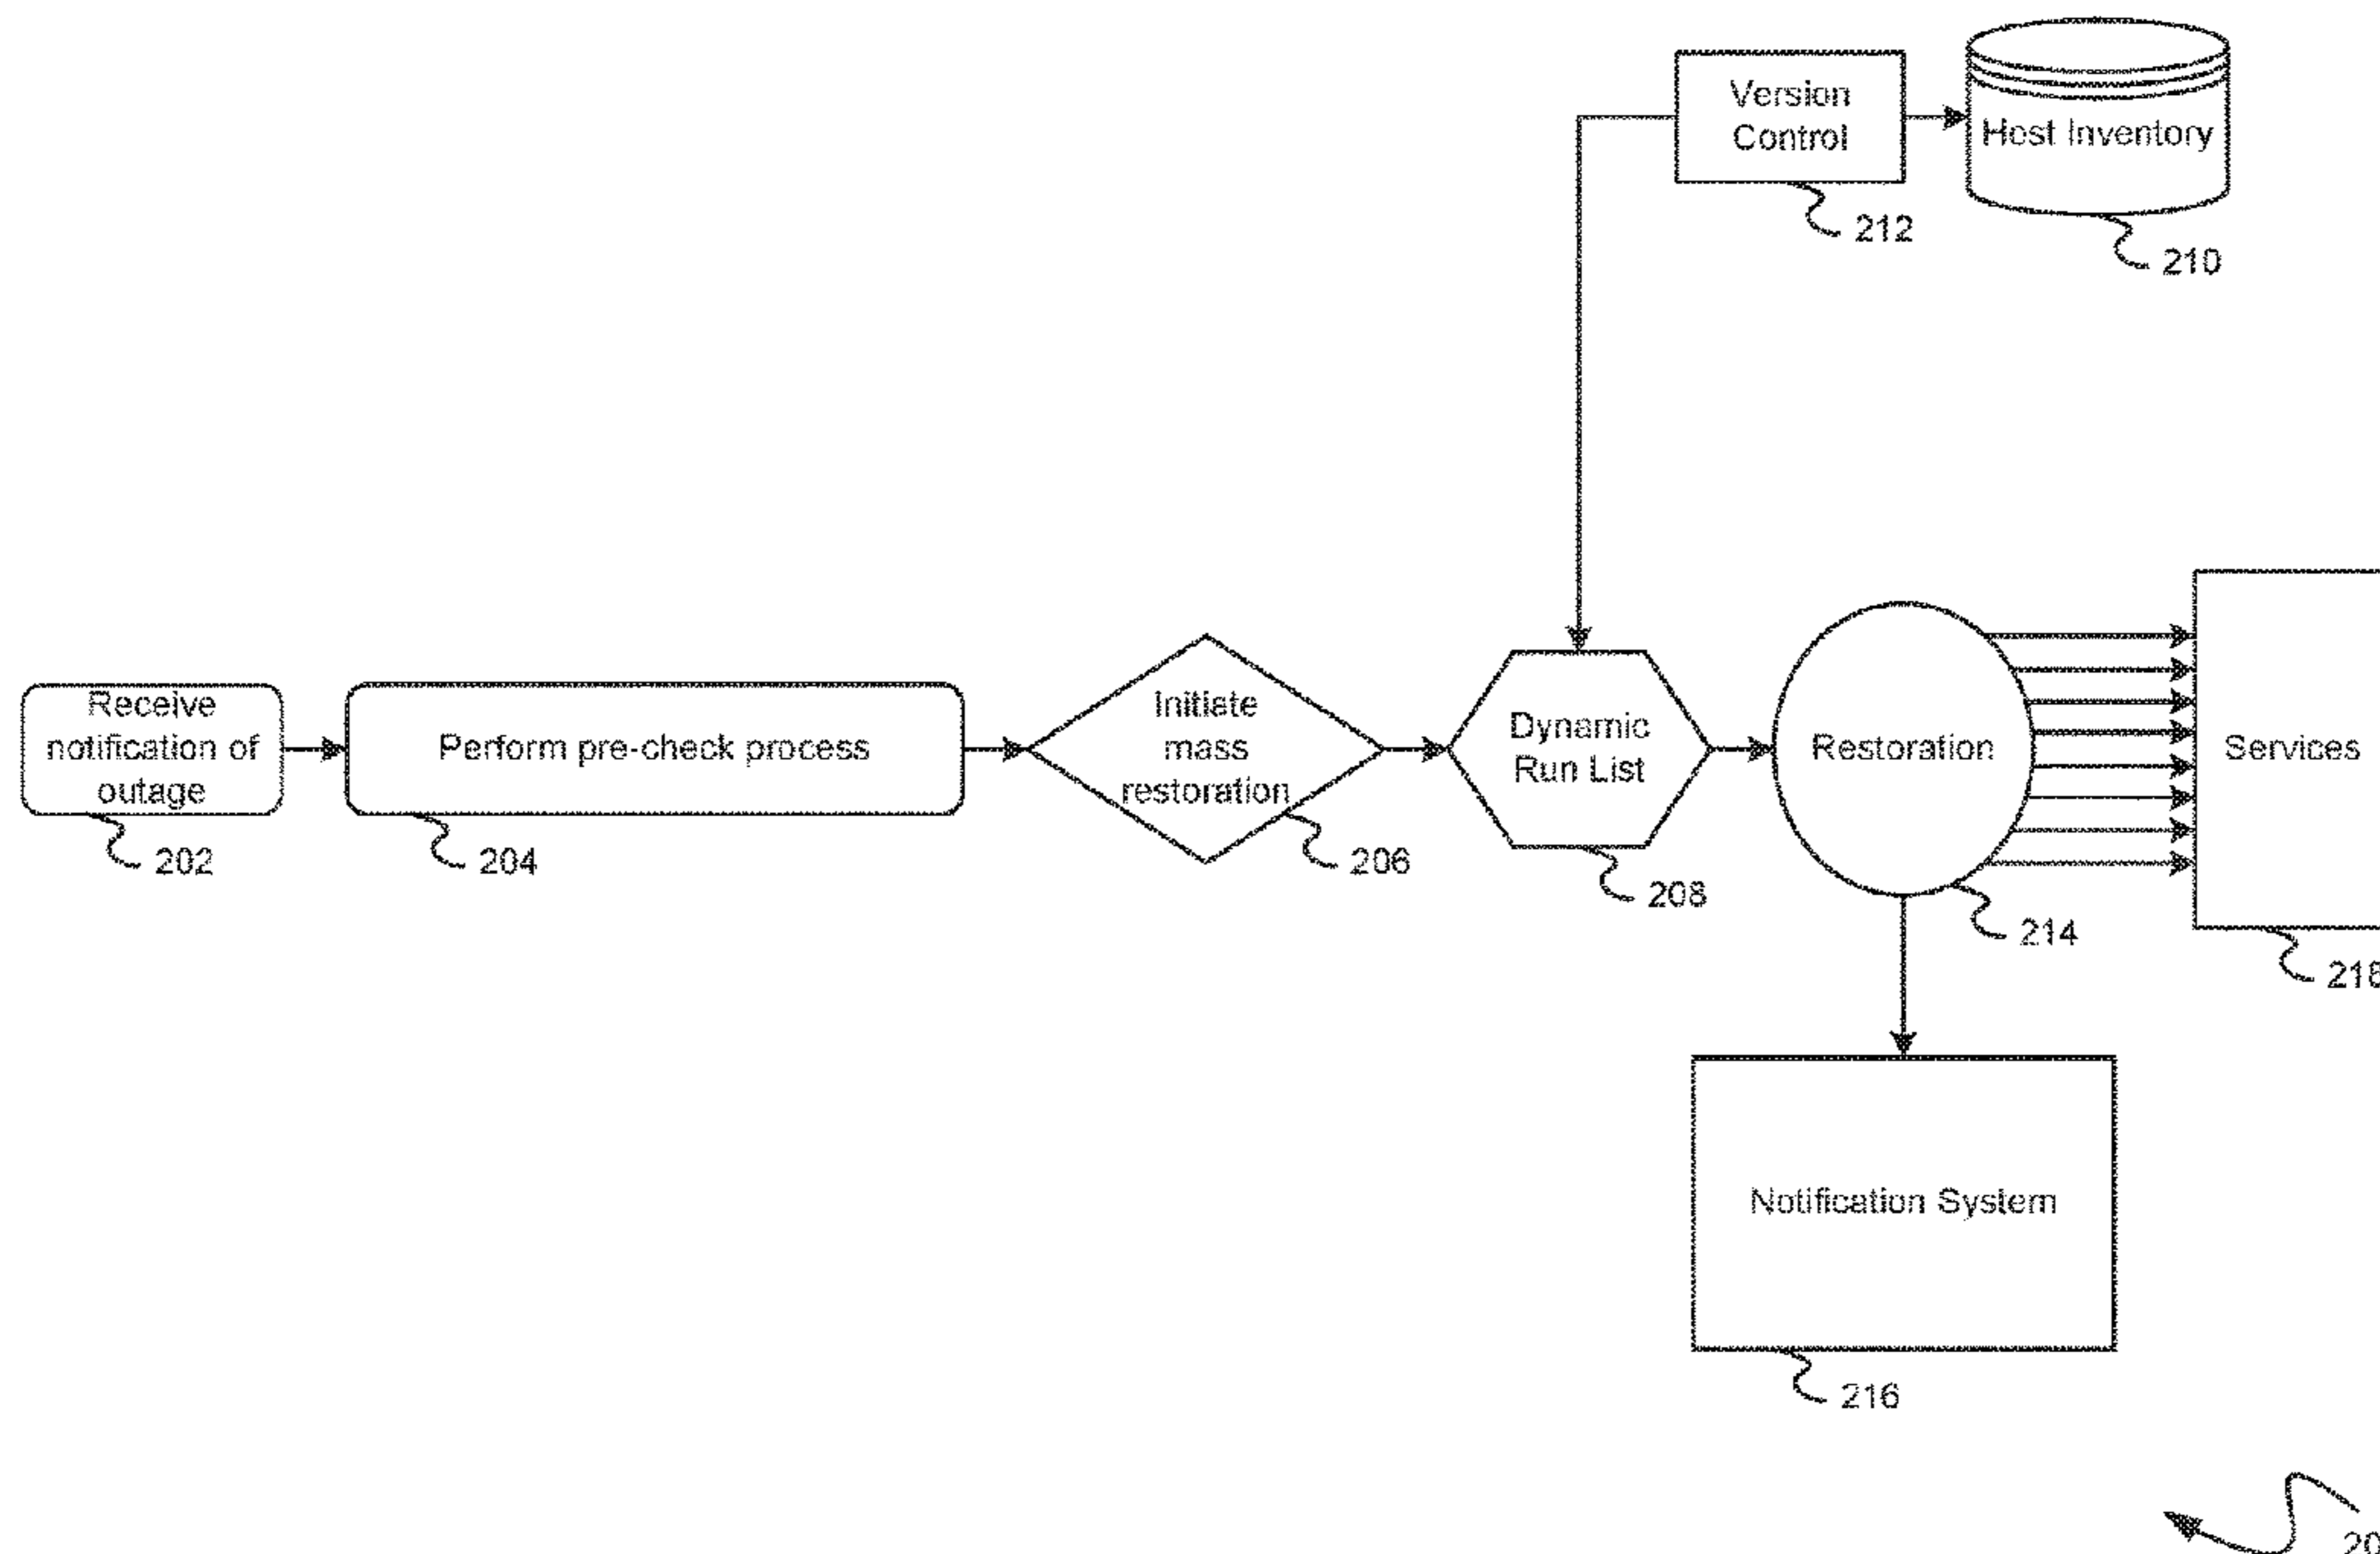 Version
Control
Host Inventory
212
210
Receive
notification of
outage
202
Perform pre-check process
204
Initiate
mass
restoration
206
Dynamic
Run List
208
Restoration
214
Services
218
Notification System
216